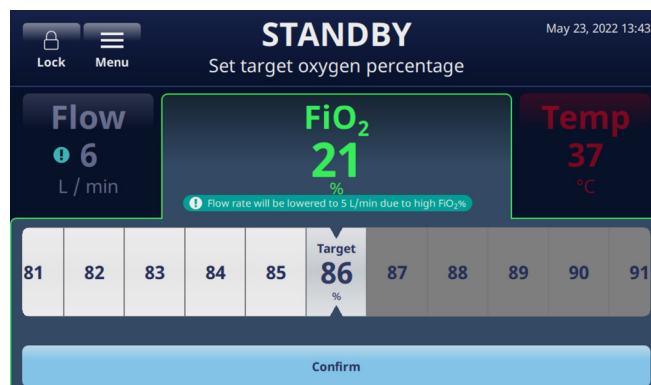 STANDBY
May 23, 2022 13:43
Lock
Menu
Set target oxygen percentage
Flow
6
L / min
FiO₂
21
%
Flow rate will be lowered to 5 L/min due to high FiO₂%
Temp
37
°C
81 82 83 84 85 Target 86 % 87 88 89 90 91
Confirm